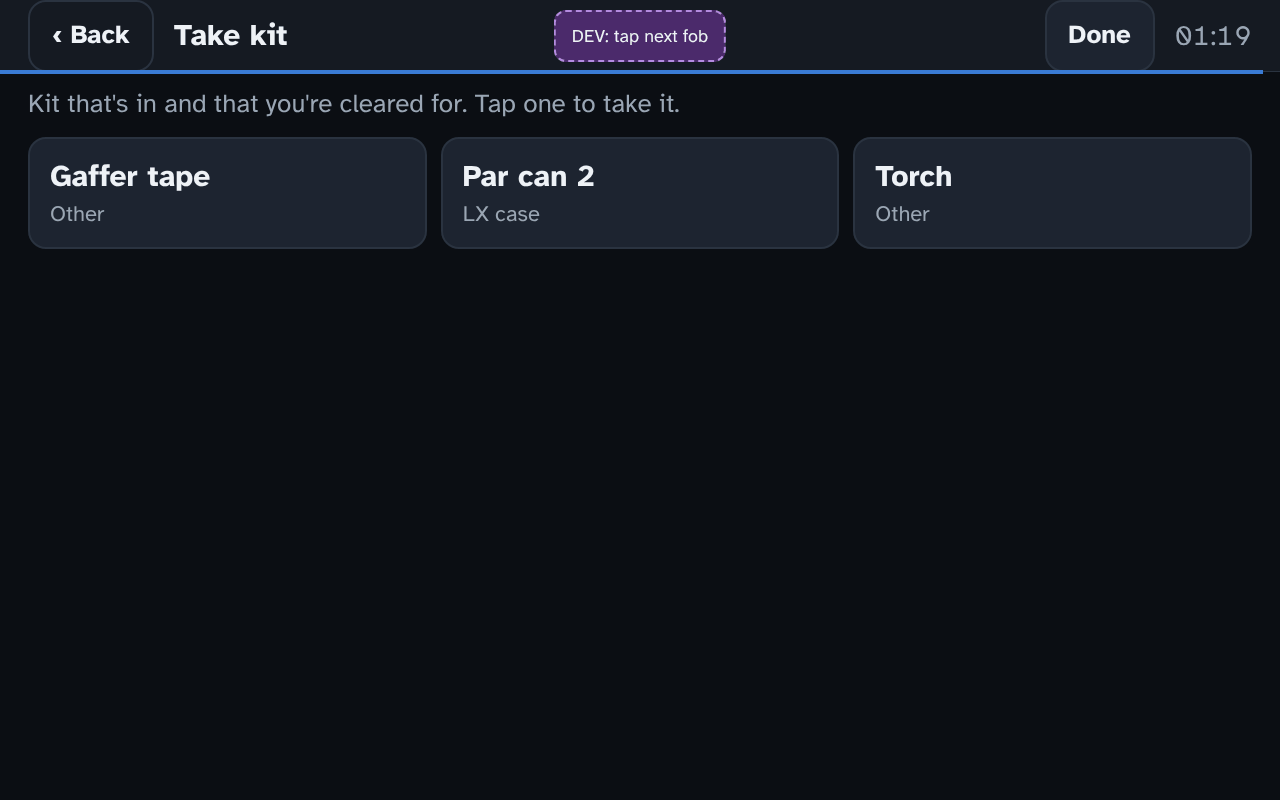 ‹ Back
Take kit
DEV: tap next fob
Done
01:19
Kit that's in and that you're cleared for. Tap one to take it.
Gaffer tape
Other
Par can 2
LX case
Torch
Other